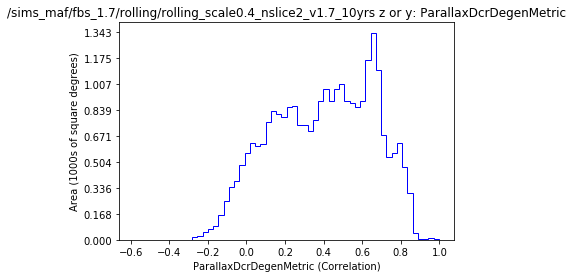 /sims_maf/fbs_1.7/rolling/rolling_scale0.4_nslice2_v1.7_10yrs z or y: ParallaxDcrDegenMetric
1.343
1.175
1.007
0.839
0.671
0.504
0.336
0.168
0.000
Area (1000s of square degrees)
−0.6 −0.4 −0.2 0.0 0.2 0.4 0.6 0.8 1.0
ParallaxDcrDegenMetric (Correlation)